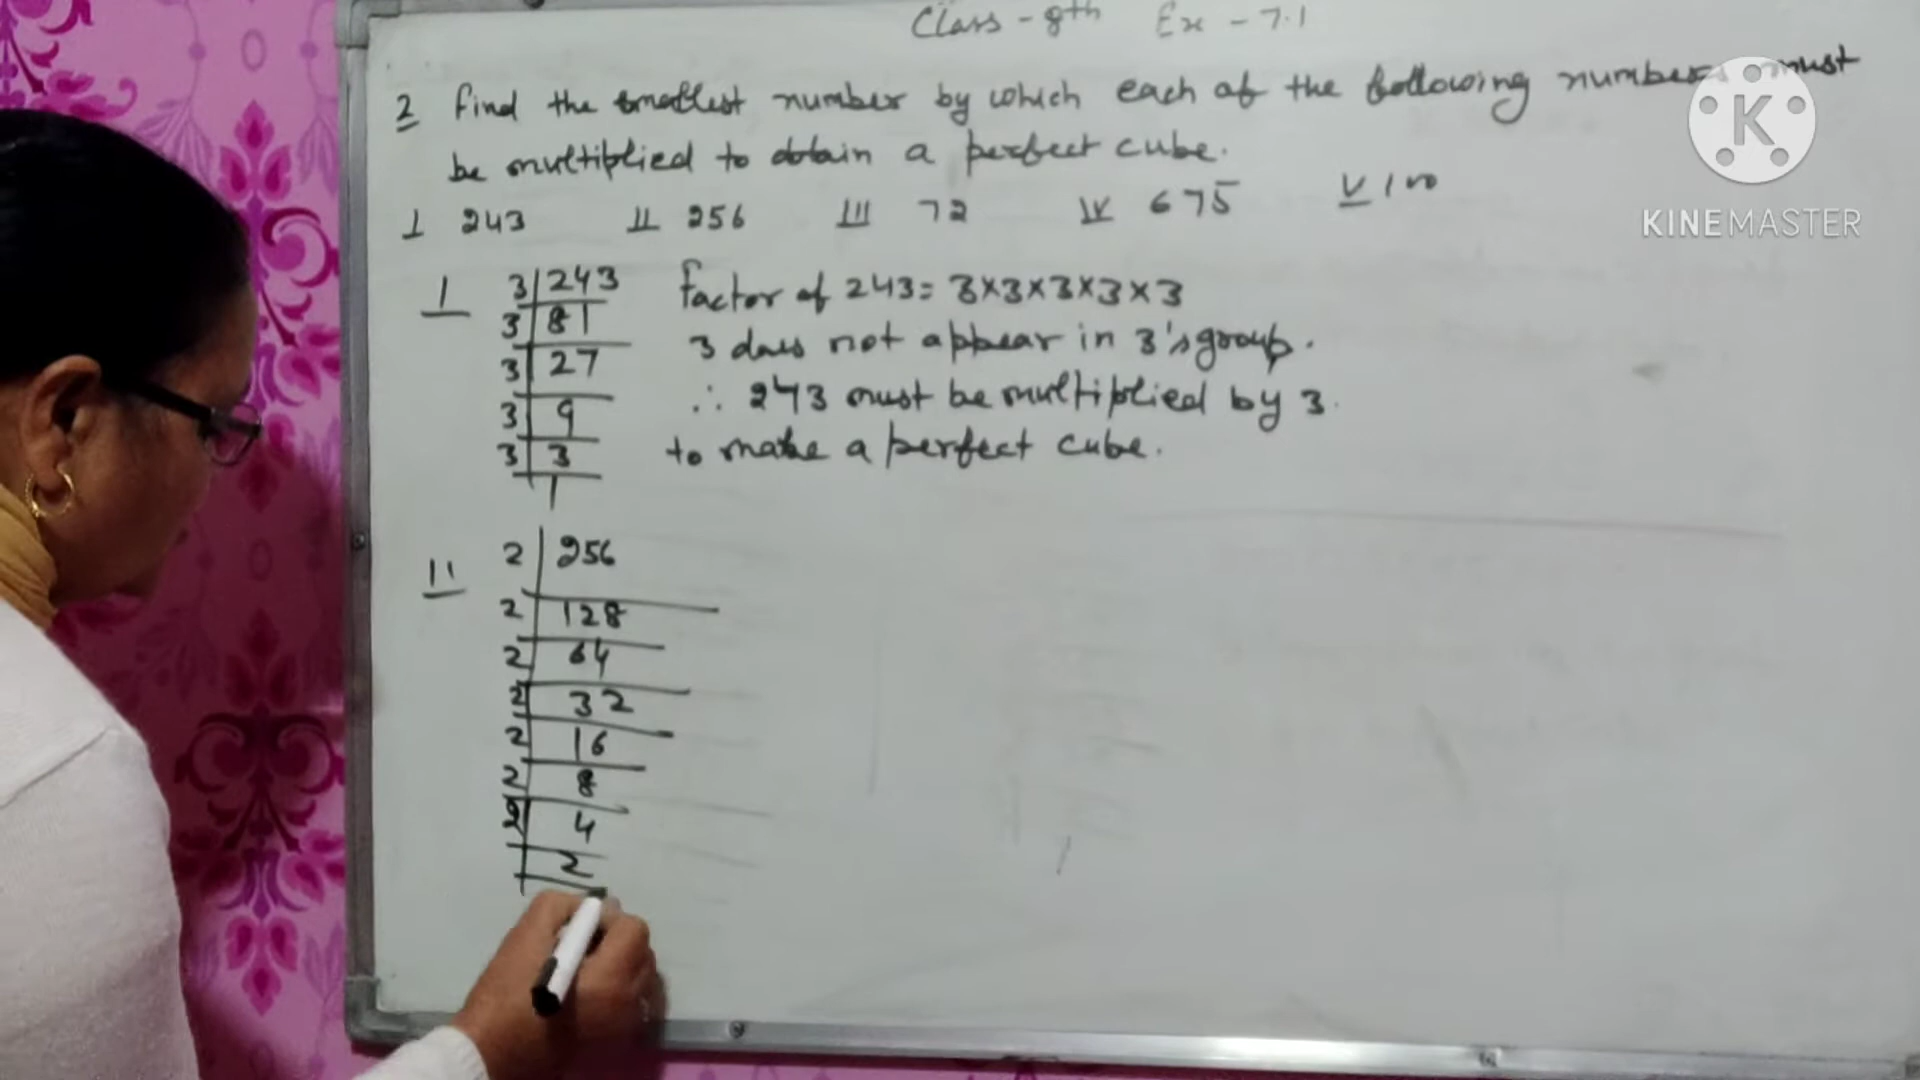 Class - 8th Ex - 7.1
2 Find the smallest number by which each of the following numbers must
be multiplied to obtain a perfect cube.
I 243 II 256 III 72 IV 675 V 100
K
KINEMASTER
I 3 243 factor of 243 = 3×3×3×3×3
3 81 3 does not appear in 3's group.
3 27
3 9 ∴ 243 must be multiplied by 3.
3 3 to make a perfect cube.
1
II 2 256
2 128
2 64
2 32
2 16
2 8
2 4
2